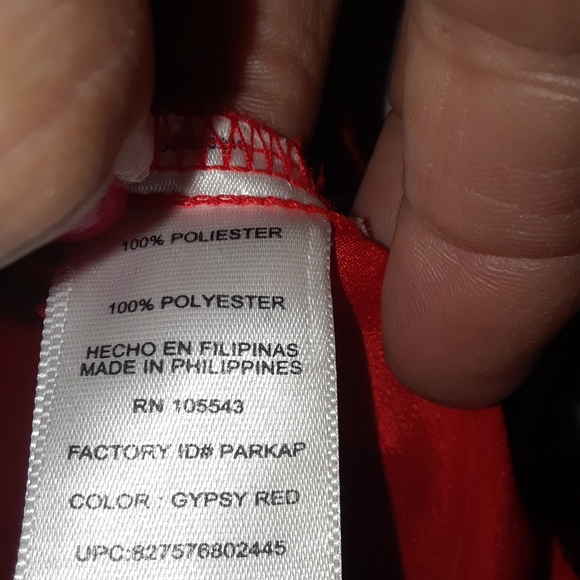 100% POLIESTER
100% POLYESTER
HECHO EN FILIPINAS
MADE IN PHILIPPINES
RN 105543
FACTORY ID# PARKAP
COLOR : GYPSY RED
UPC:827576802445